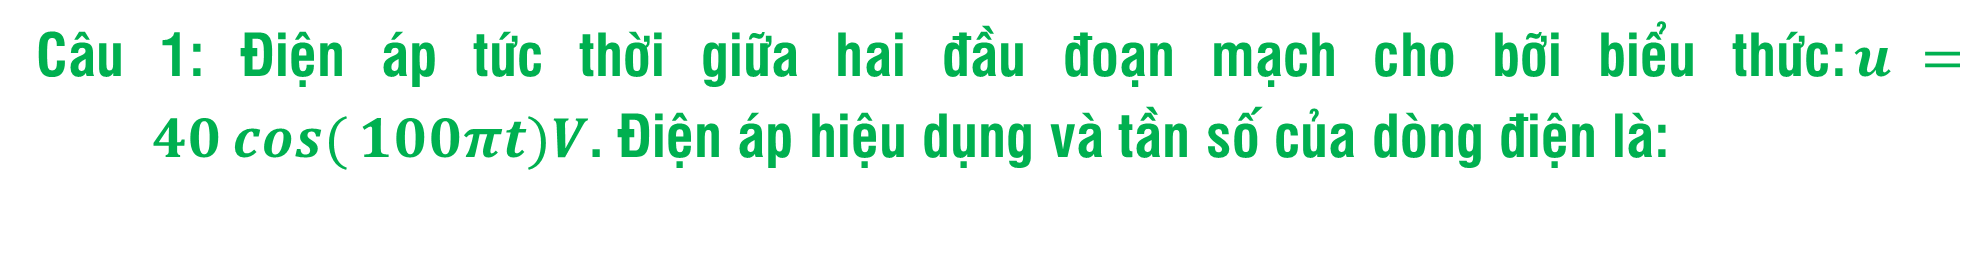 Câu 1: Điện áp tức thời giữa hai đầu đoạn mạch cho bỡi biểu thức: u =
40 cos( 100πt)V. Điện áp hiệu dụng và tần số của dòng điện là: